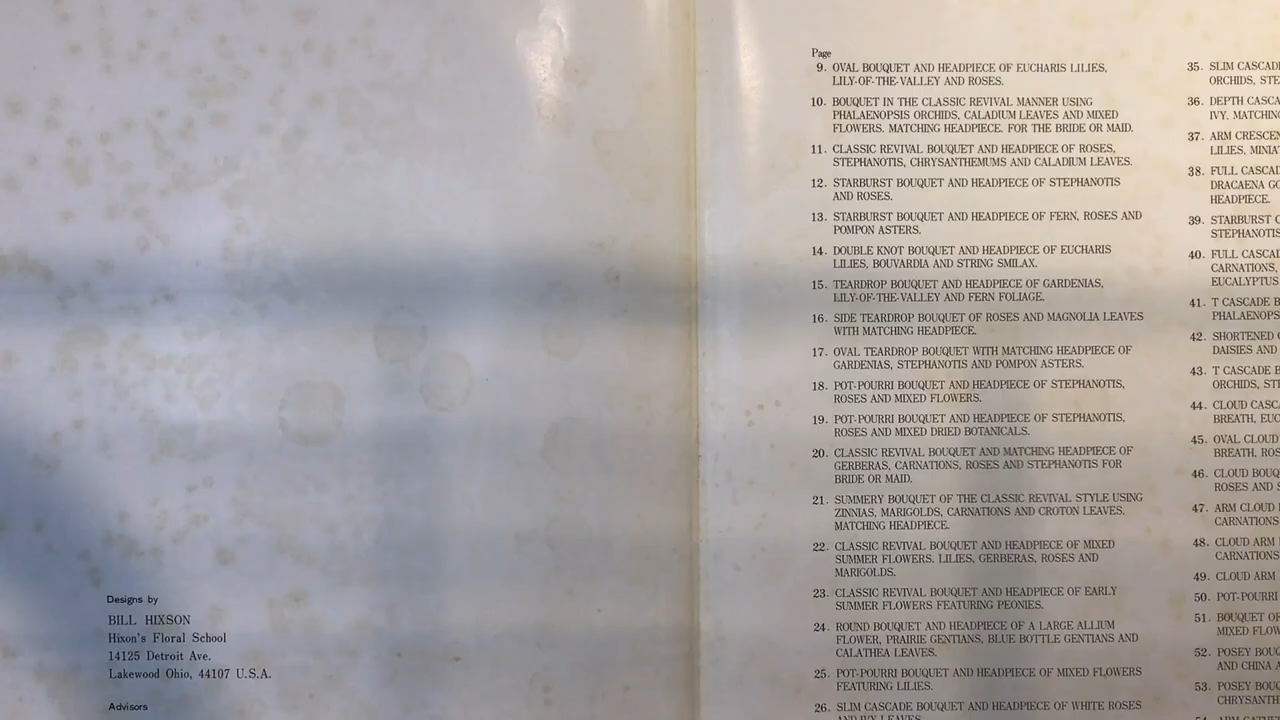 Designs by
BILL HIXSON
Hixon's Floral School
14125 Detroit Ave.
Lakewood Ohio, 44107 U.S.A.
Advisors
Page
9. OVAL BOUQUET AND HEADPIECE OF EUCHARIS LILIES,
LILY-OF-THE-VALLEY AND ROSES.
10. BOUQUET IN THE CLASSIC REVIVAL MANNER USING
PHALAENOPSIS ORCHIDS, CALADIUM LEAVES AND MIXED
FLOWERS. MATCHING HEADPIECE. FOR THE BRIDE OR MAID.
11. CLASSIC REVIVAL BOUQUET AND HEADPIECE OF ROSES,
STEPHANOTIS, CHRYSANTHEMUMS AND CALADIUM LEAVES.
12. STARBURST BOUQUET AND HEADPIECE OF STEPHANOTIS
AND ROSES.
13. STARBURST BOUQUET AND HEADPIECE OF FERN, ROSES AND
POMPON ASTERS.
14. DOUBLE KNOT BOUQUET AND HEADPIECE OF EUCHARIS
LILIES, BOUVARDIA AND STRING SMILAX.
15. TEARDROP BOUQUET AND HEADPIECE OF GARDENIAS,
LILY-OF-THE-VALLEY AND FERN FOLIAGE.
16. SIDE TEARDROP BOUQUET OF ROSES AND MAGNOLIA LEAVES
WITH MATCHING HEADPIECE.
17. OVAL TEARDROP BOUQUET WITH MATCHING HEADPIECE OF
GARDENIAS, STEPHANOTIS AND POMPON ASTERS.
18. POT-POURRI BOUQUET AND HEADPIECE OF STEPHANOTIS,
ROSES AND MIXED FLOWERS.
19. POT-POURRI BOUQUET AND HEADPIECE OF STEPHANOTIS,
ROSES AND MIXED DRIED BOTANICALS.
20. CLASSIC REVIVAL BOUQUET AND MATCHING HEADPIECE OF
GERBERAS, CARNATIONS, ROSES AND STEPHANOTIS FOR
BRIDE OR MAID.
21. SUMMERY BOUQUET OF THE CLASSIC REVIVAL STYLE USING
ZINNIAS, MARIGOLDS, CARNATIONS AND CROTON LEAVES.
MATCHING HEADPIECE.
22. CLASSIC REVIVAL BOUQUET AND HEADPIECE OF MIXED
SUMMER FLOWERS. LILIES, GERBERAS, ROSES AND
MARIGOLDS.
23. CLASSIC REVIVAL BOUQUET AND HEADPIECE OF EARLY
SUMMER FLOWERS FEATURING PEONIES.
24. ROUND BOUQUET AND HEADPIECE OF A LARGE ALLIUM
FLOWER, PRAIRIE GENTIANS, BLUE BOTTLE GENTIANS AND
CALATHEA LEAVES.
25. POT-POURRI BOUQUET AND HEADPIECE OF MIXED FLOWERS
FEATURING LILIES.
26. SLIM CASCADE BOUQUET AND HEADPIECE OF WHITE ROSES
AND IVY LEAVES.
35. SLIM
ORCHIDS,
36. DEPTH
IVY. MATCHING
37. ARM
LILIES,
38. FULL
DRACAENA
HEADPIECE.
39. STARBURST
STEPHANOTIS
40. FULL
CARNATIONS,
EUCALYPTUS
41. T CASCADE
42. SHORTENED
DAISIES AND
43. T CASCADE
ORCHIDS,
44. CLOUD
BREATH,
45. OVAL CLOUD
BREATH,
46. CLOUD
ROSES AND
47. ARM CLOUD
CARNATIONS
48. CLOUD ARM
CARNATIONS
49. CLOUD ARM
50. POT-POURRI
51. BOUQUET
MIXED
52. POSEY
AND CHINA
53. POSEY